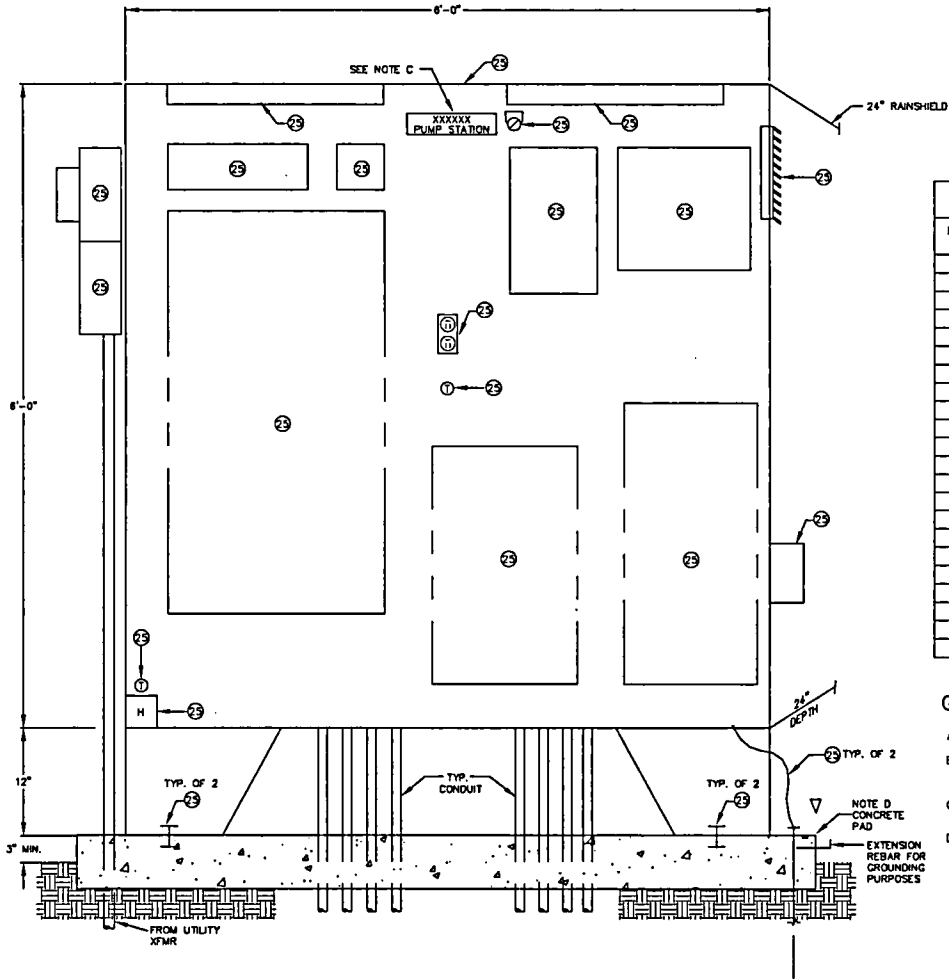 6'-0"
SEE NOTE C
25
XXXXXX
PUMP STATION
25
25
25
24" RAINSHIELD
25
25
25
25
25
25
25
25
T
25
6'-0"
25
25
25
25
25
T
H
25
24"
DEPTH
12"
TYP. OF 2
25
TYP.
CONDUIT
TYP. OF 2
25
25 TYP. OF 2
NOTE D
CONCRETE
PAD
3" MIN.
EXTENSION
REBAR FOR
GROUNDING
PURPOSES
FROM UTILITY
XFMR